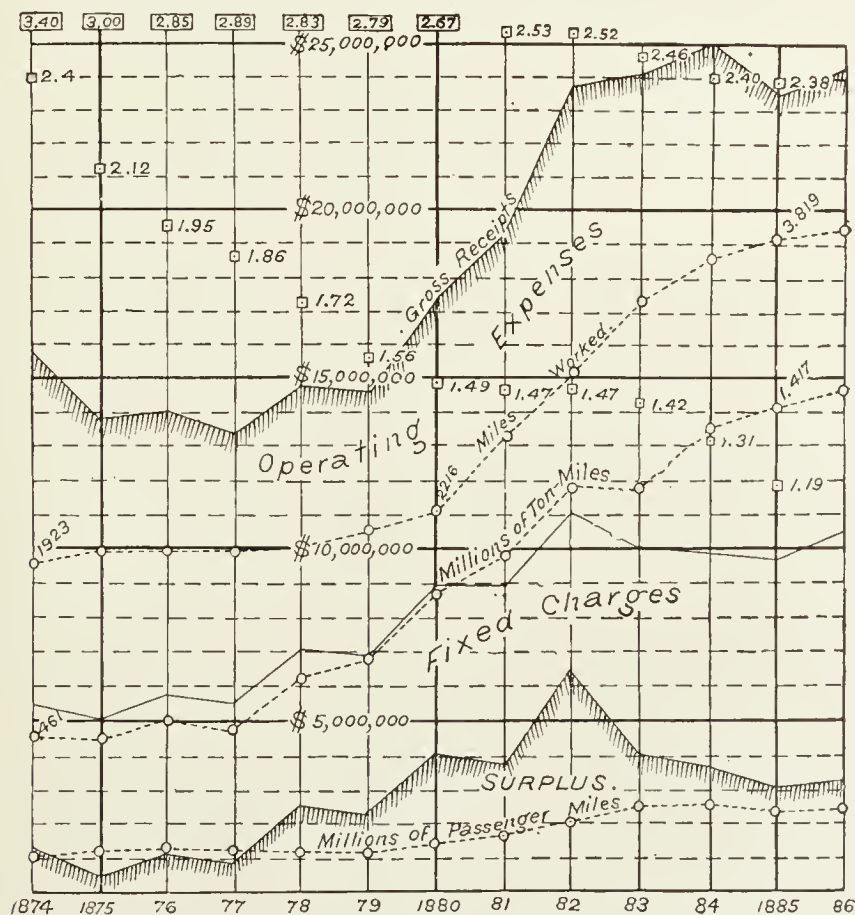 3.40 3.00 2.85 2.89 2.83 2.79 2.67
$25,000,000
2.53
2.52
2.46
2.4
2.40
2.38
2.12
$20,000,000
1.95
3.819
1.86
Gross Receipts
Expenses
1.72
1.56
Worked.
$15,000,000
1.49
1.47
1.47
1.42
1.417
Miles
Operating
1.31
1.19
2216
1923
Millions of Ton Miles
$10,000,000
Fixed Charges
461
$5,000,000
SURPLUS.
Millions of Passenger Miles
1874 1875 76 77 78 79 1880 81 82 83 84 1885 86